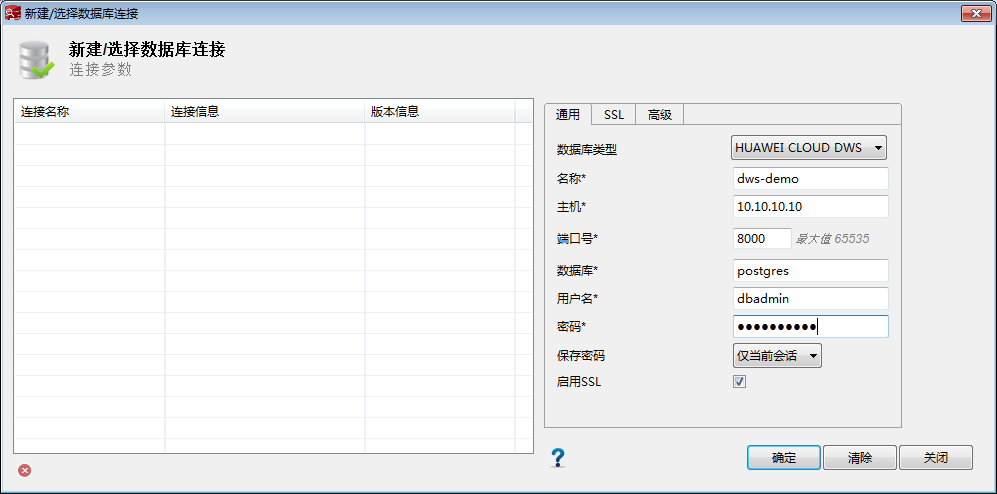 新建/选择数据库连接
新建/选择数据库连接
连接参数
连接名称 连接信息 版本信息
通用 SSL 高级
数据库类型 HUAWEI CLOUD DWS
名称* dws-demo
主机* 10.10.10.10
端口号* 8000 最大值 65535
数据库* postgres
用户名* dbadmin
密码* ●●●●●●●●●●
保存密码 仅当前会话
启用SSL
? 确定 清除 关闭